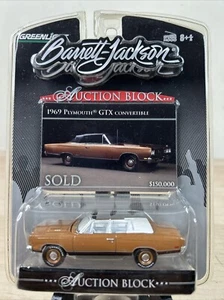 GREENLIGHT
8+
Barrett-Jackson
AUCTION BLOCK
1969 PLYMOUTH® GTX CONVERTIBLE
SOLD
$150,000
AUCTION BLOCK